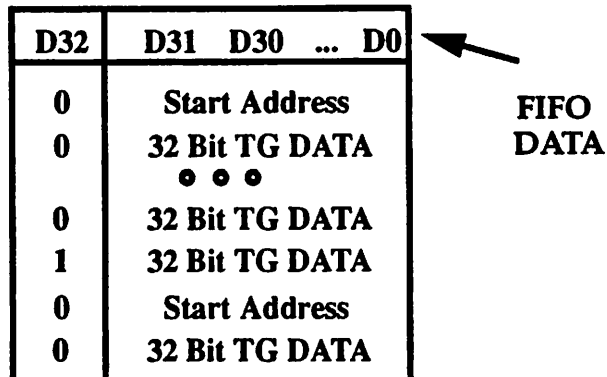 D32 D31 D30 ... D0
0 Start Address
0 32 Bit TG DATA
0 32 Bit TG DATA
1 32 Bit TG DATA
0 Start Address
0 32 Bit TG DATA
FIFO
DATA